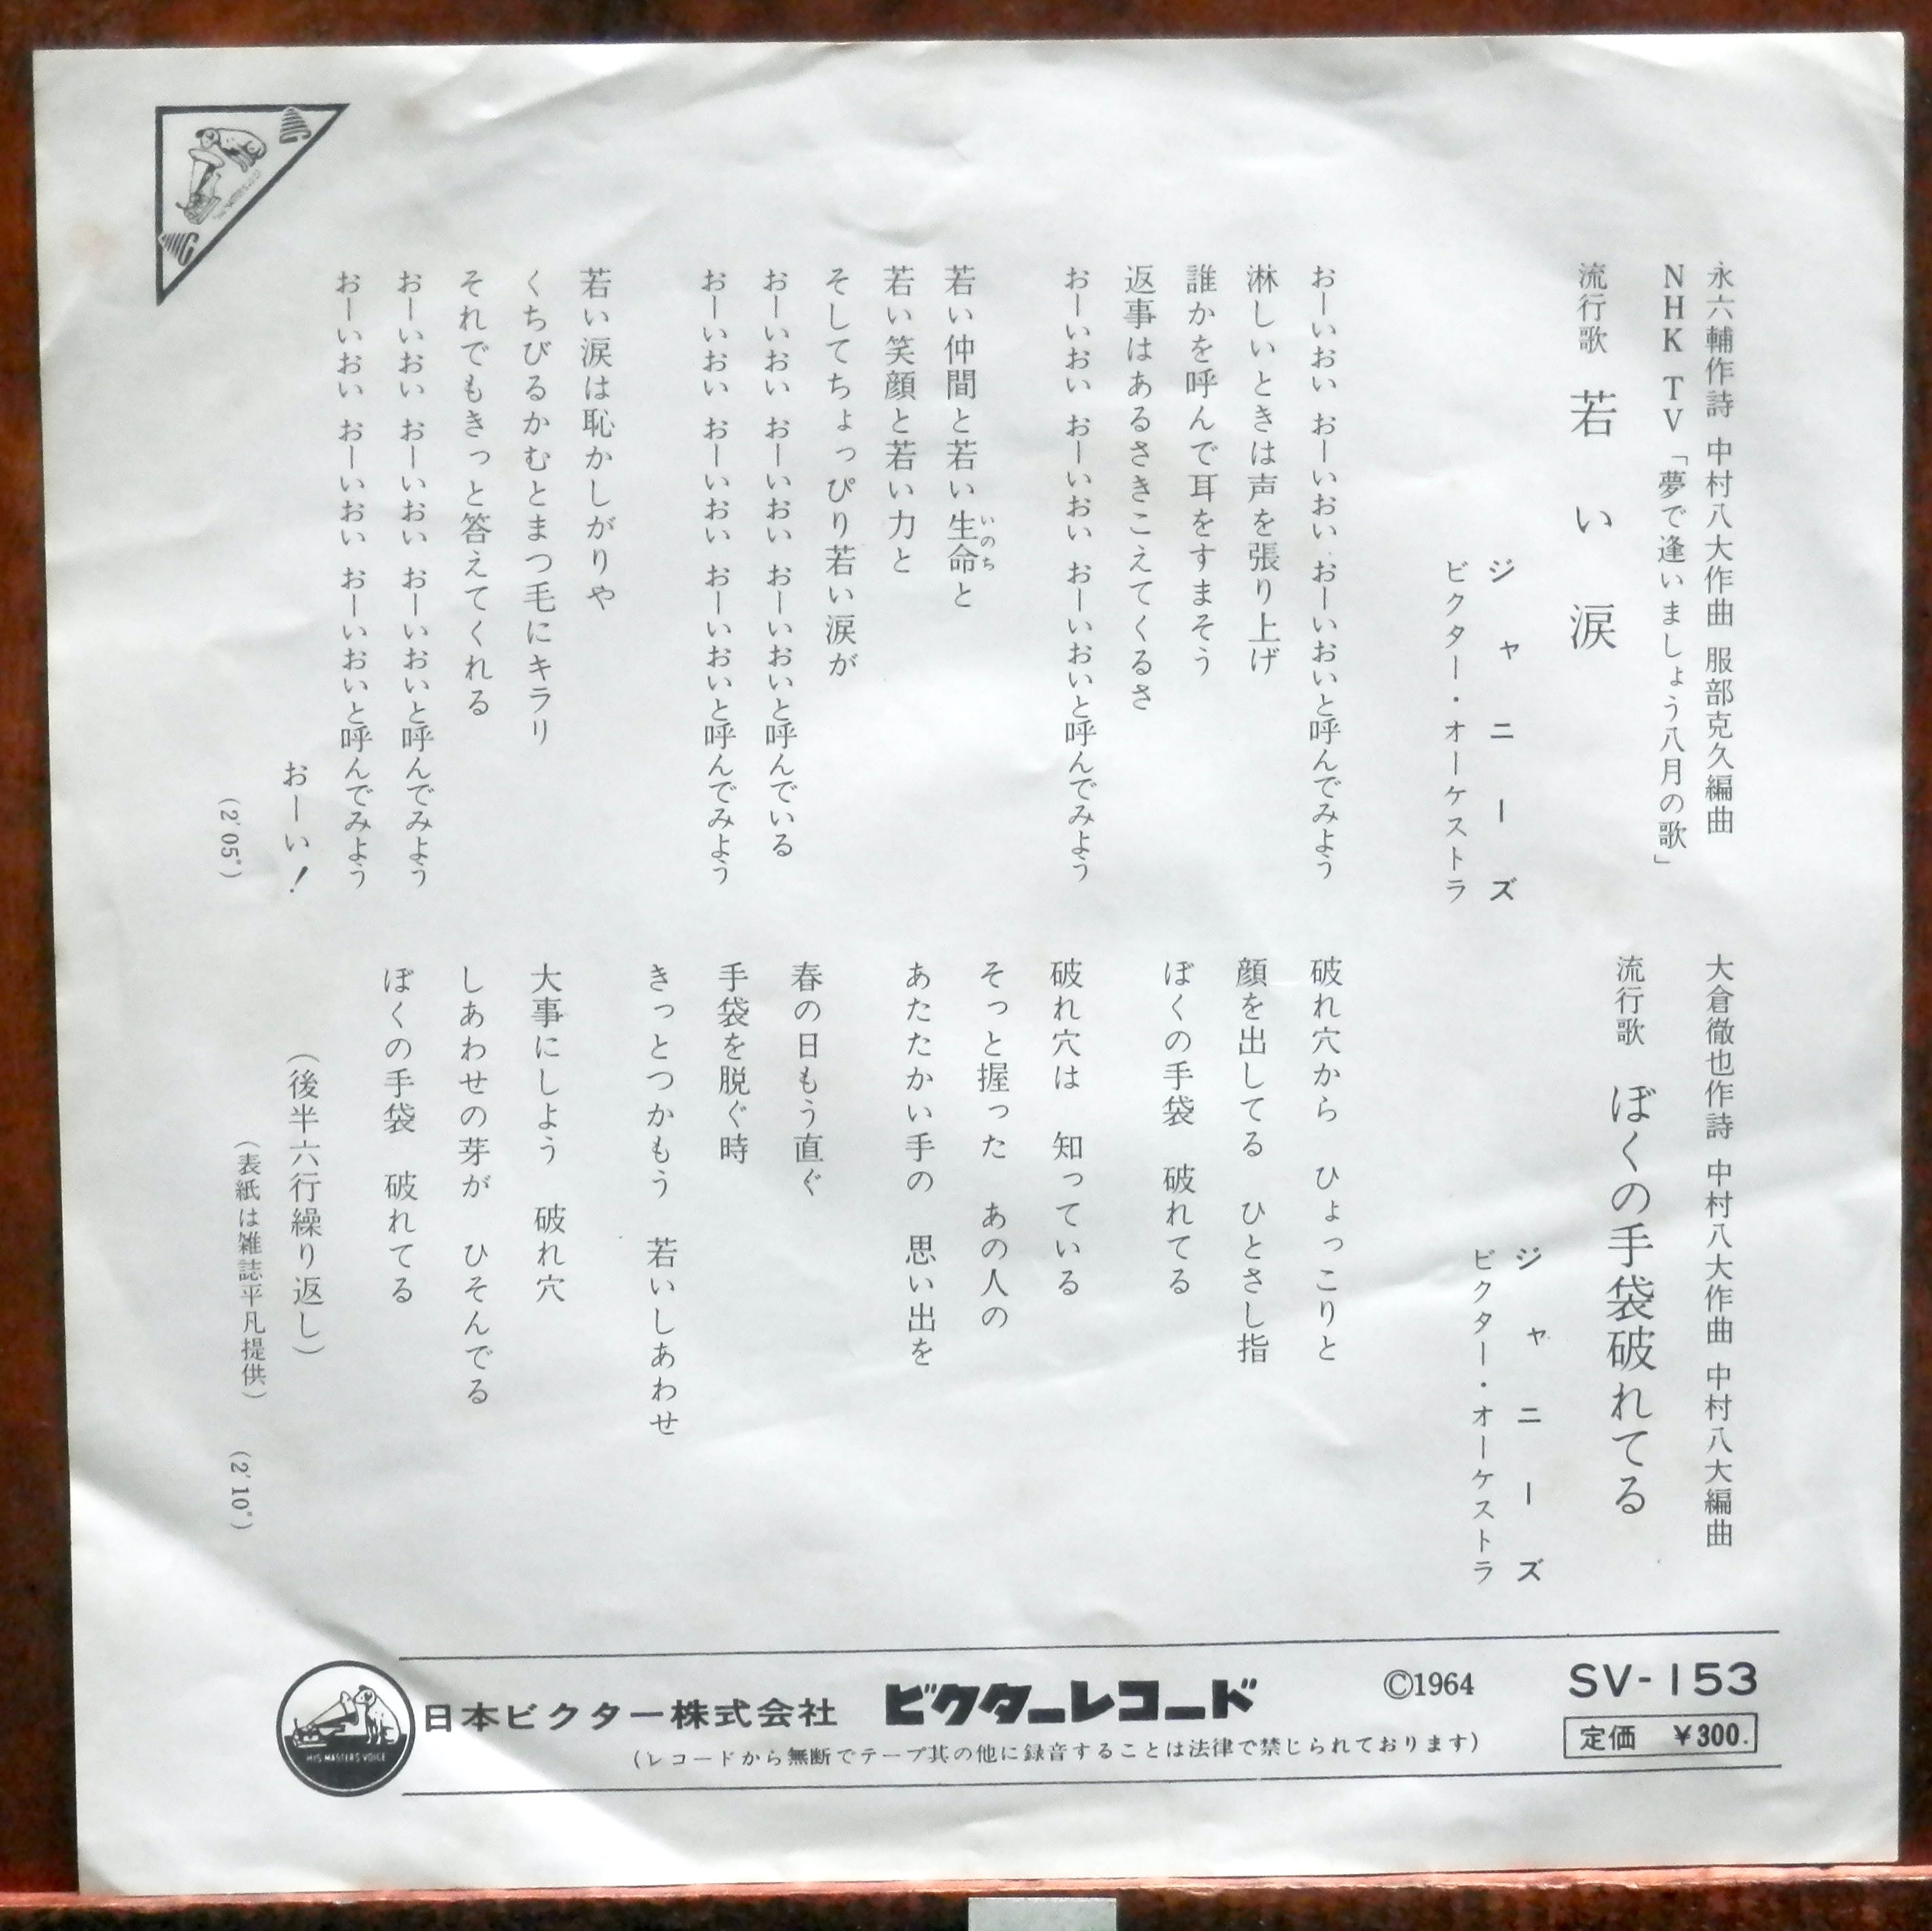 永六輔作詩 中村八大作曲 服部克久編曲
NHK TV「夢で逢いましょう八月の歌」
流行歌 若い涙
ジャニーズ
ビクター・オーケストラ
おーいおい おーいおい おーいおいと呼んでみよう
淋しいときは声を張り上げ
誰かを呼んで耳をすまそう
返事はあるさきこえてくるさ
おーいおい おーいおい おーいおいと呼んでみよう
若い仲間と若い生命と
いのち
若い笑顔と若い力と
そしてちょっぴり若い涙が
おーいおい おーいおい おーいおいと呼んでいる
おーいおい おーいおい おーいおいと呼んでみよう
若い涙は恥かしがりや
くちびるかむとまつ毛にキラリ
それでもきっと答えてくれる
おーいおい おーいおい おーいおいと呼んでみよう
おーいおい おーいおい おーいおいと呼んでみよう
おーい！
(2′05″)
大倉徹也作詩 中村八大作曲 中村八大編曲
流行歌 ぼくの手袋破れてる
ジャニーズ
ビクター・オーケストラ
破れ穴から ひょっこりと
顔を出してる ひとさし指
ぼくの手袋 破れてる
破れ穴は 知っている
そっと握った あの人の
あたたかい手の 思い出を
春の日もう直ぐ
手袋を脱ぐ時
きっとつかもう 若いしあわせ
大事にしよう 破れ穴
しあわせの芽が ひそんでる
ぼくの手袋 破れてる
（後半六行繰り返し）
（表紙は雑誌平凡提供） (2′10″)
HIS MASTERS VOICE
日本ビクター株式会社 ビクターレコード ©1964 SV-153
(レコードから無断でテープ其の他に録音することは法律で禁じられております)
定価 ¥300.